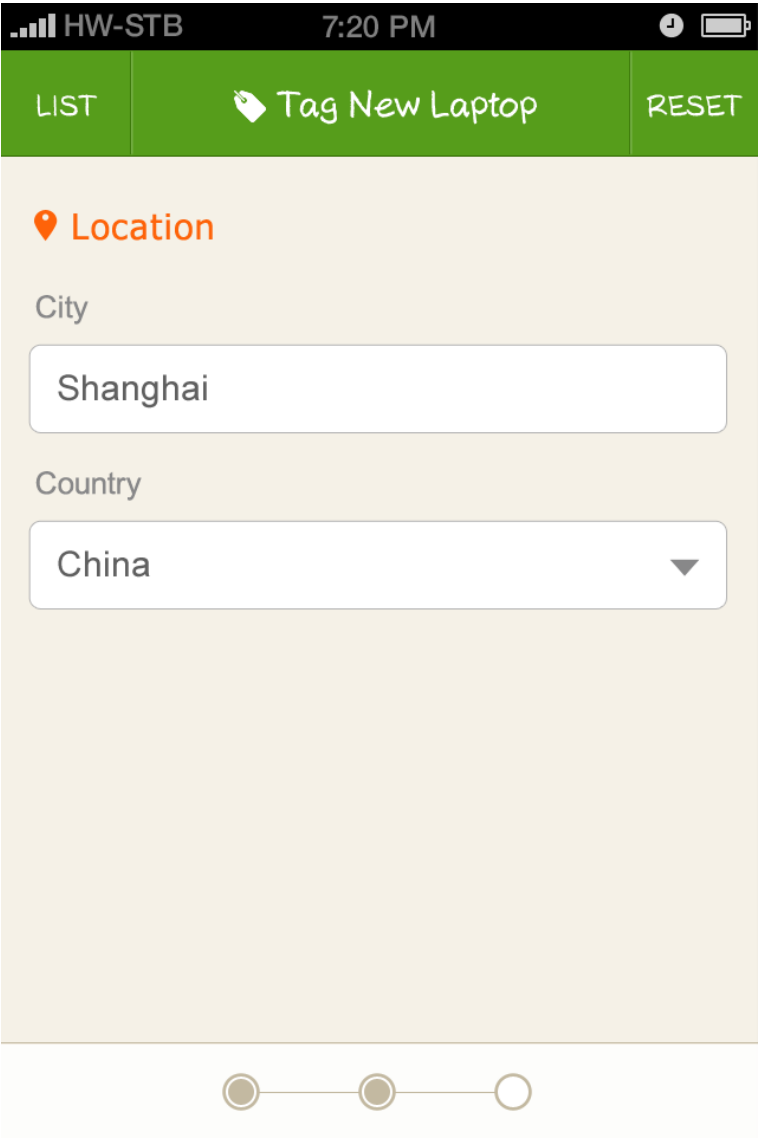 HW-STB 7:20 PM
LIST Tag New Laptop RESET
Location
City
Shanghai
Country
China